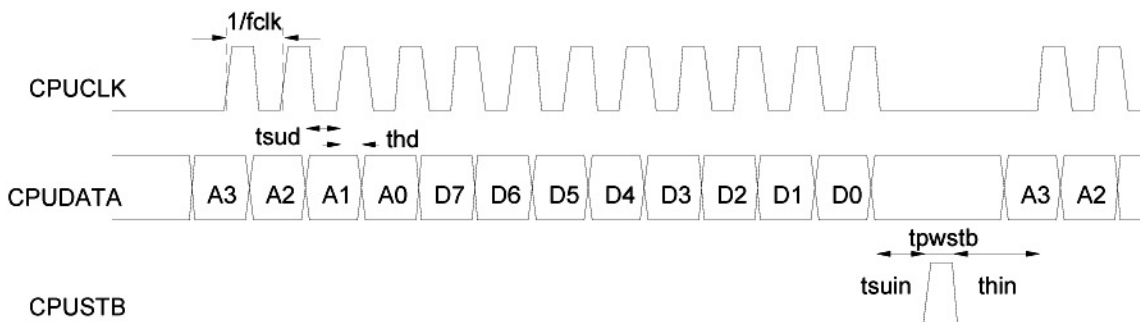 1/fclk
CPUCLK
tsud
thd
CPUDATA
A3 A2 A1 A0 D7 D6 D5 D4 D3 D2 D1 D0 A3 A2
tpwstb
tsuin thin
CPUSTB